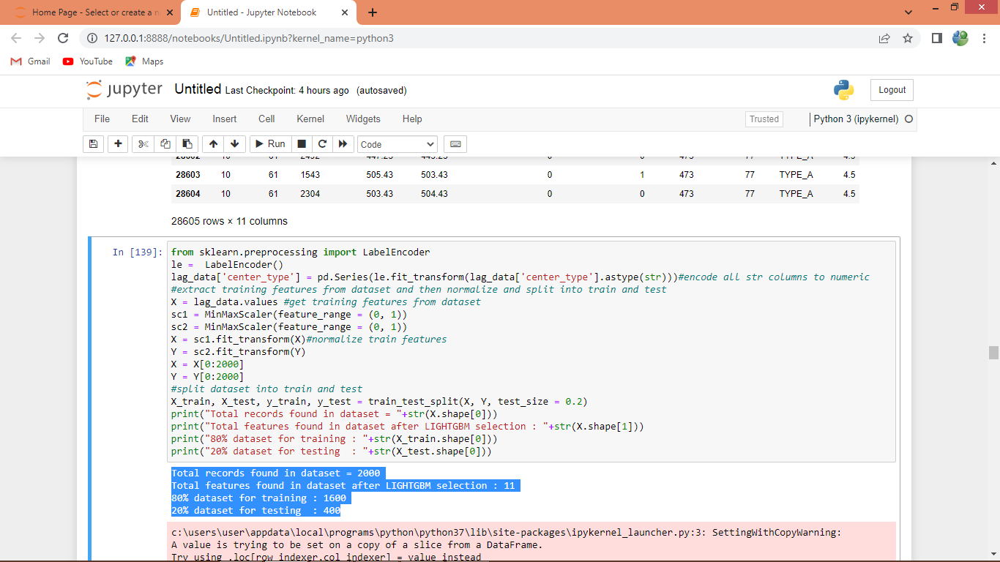 Home Page - Select or create a n
Untitled - Jupyter Notebook
127.0.0.1:8888/notebooks/Untitled.ipynb?kernel_name=python3
Gmail YouTube Maps
jupyter Untitled Last Checkpoint: 4 hours ago (autosaved)
Logout
File Edit View Insert Cell Kernel Widgets Help
Trusted Python 3 (ipykernel)
Run Code
28603 10 61 1543 505.43 503.43 0 1 473 77 TYPE_A 4.5
28604 10 61 2304 503.43 504.43 0 0 473 77 TYPE_A 4.5
28605 rows × 11 columns
In [139]:
from sklearn.preprocessing import LabelEncoder
le =  LabelEncoder()
lag_data['center_type'] = pd.Series(le.fit_transform(lag_data['center_type'].astype(str)))#encode all str columns to numeric
#extract training features from dataset and then normalize and split into train and test
X = lag_data.values #get training features from dataset
sc1 = MinMaxScaler(feature_range = (0, 1))
sc2 = MinMaxScaler(feature_range = (0, 1))
X = sc1.fit_transform(X)#normalize train features
Y = sc2.fit_transform(Y)
X = X[0:2000]
Y = Y[0:2000]
#split dataset into train and test
X_train, X_test, y_train, y_test = train_test_split(X, Y, test_size = 0.2)
print("Total records found in dataset = "+str(X.shape[0]))
print("Total features found in dataset after LIGHTGBM selection : "+str(X.shape[1]))
print("80% dataset for training : "+str(X_train.shape[0]))
print("20% dataset for testing  : "+str(X_test.shape[0]))
Total records found in dataset = 2000
Total features found in dataset after LIGHTGBM selection : 11
80% dataset for training : 1600
20% dataset for testing  : 400
c:\users\user\appdata\local\programs\python\python37\lib\site-packages\ipykernel_launcher.py:3: SettingWithCopyWarning:
A value is trying to be set on a copy of a slice from a DataFrame.
Try using .loc[row_indexer,col_indexer] = value instead